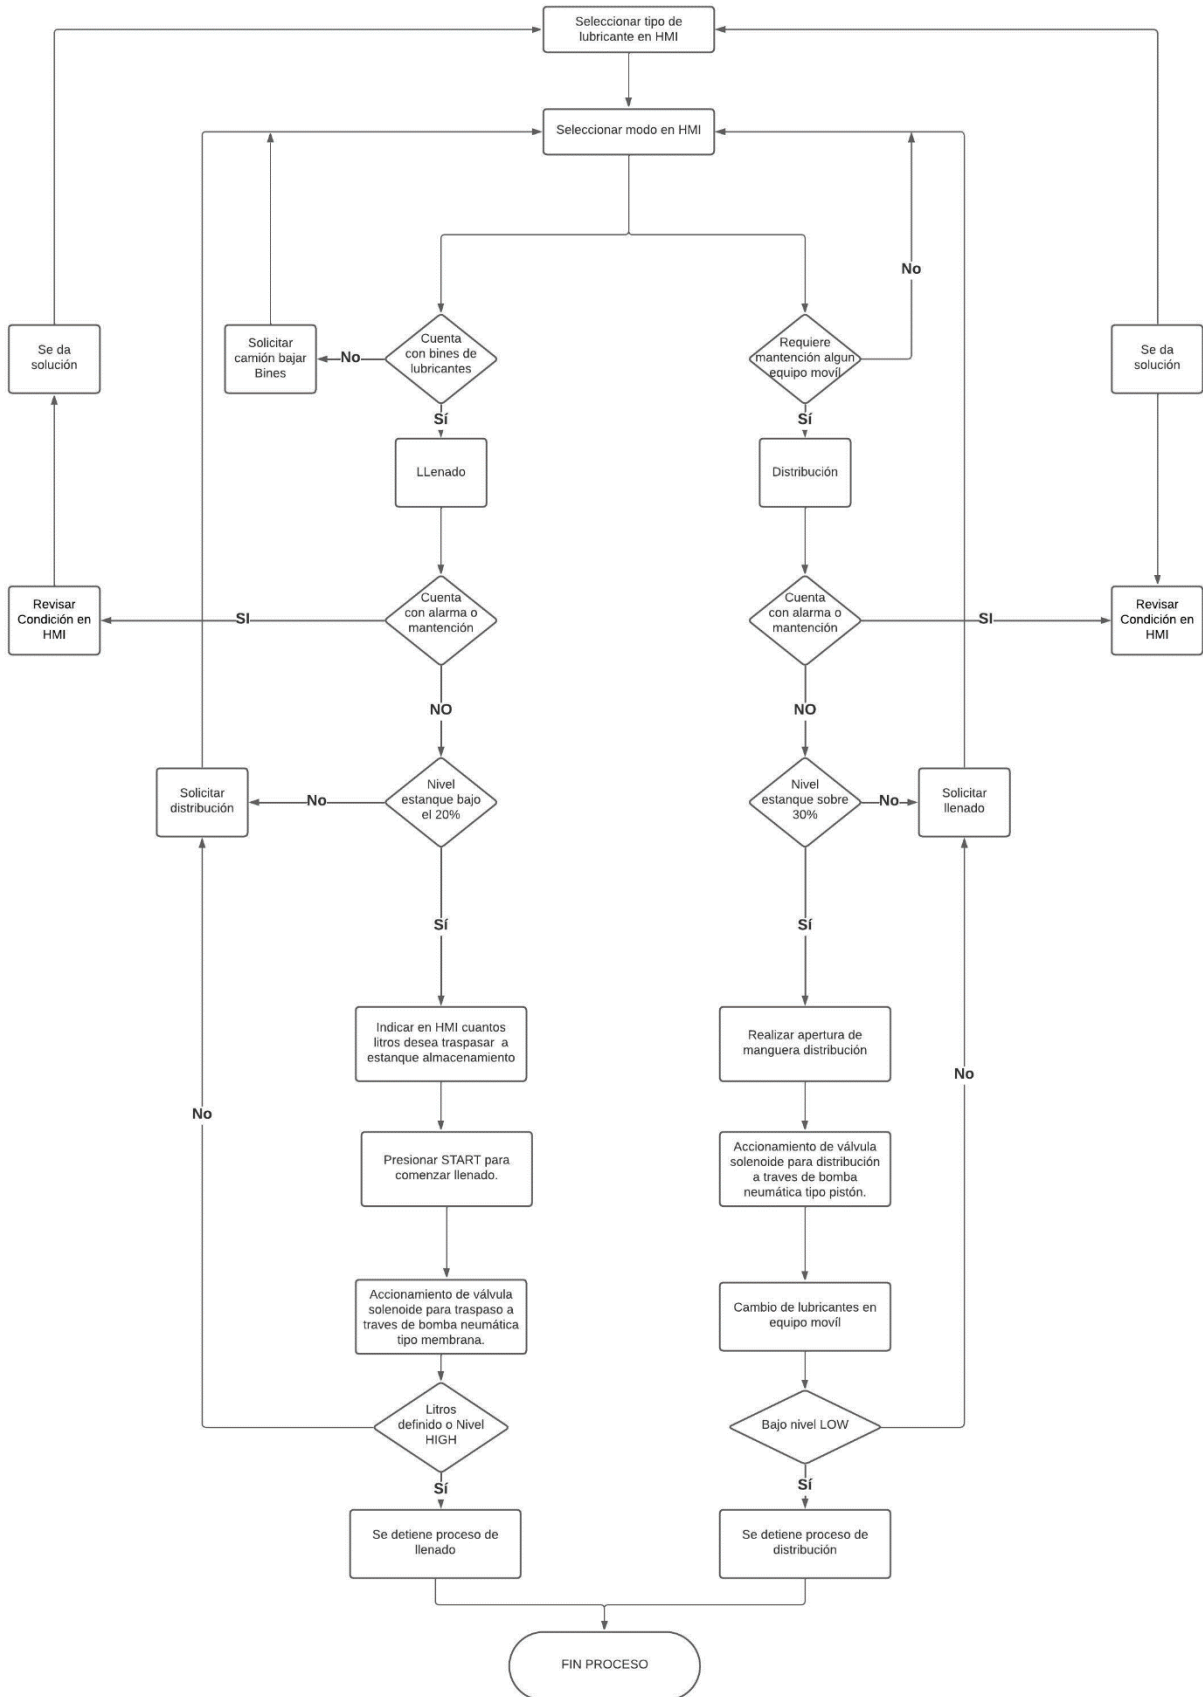 Seleccionar tipo de
lubricante en HMI
Seleccionar modo en HMI
No
Se da
solución
Solicitar
camión bajar
Bines
No
Cuenta
con bines de
lubricantes
Requiere
mantención algun
equipo movíl
Se da
solución
Sí
Sí
LLenado
Distribución
Revisar
Condición en
HMI
SI
Cuenta
con alarma o
mantención
Cuenta
con alarma o
mantención
SI
Revisar
Condición en
HMI
NO
NO
Solicitar
distribución
No
Nivel
estanque bajo
el 20%
Nivel
estanque sobre
30%
No
Solicitar
llenado
Sí
Sí
Indicar en HMI cuantos
litros desea traspasar a
estanque almacenamiento
Realizar apertura de
manguera distribución
No
No
Presionar START para
comenzar llenado.
Accionamiento de válvula
solenoide para distribución
a traves de bomba
neumática tipo pistón.
Accionamiento de válvula
solenoide para traspaso a
traves de bomba neumática
tipo membrana.
Cambio de lubricantes en
equipo movíl
Litros
definido o Nivel
HIGH
Bajo nivel LOW
Sí
Sí
Se detiene proceso de
llenado
Se detiene proceso de
distribución
FIN PROCESO